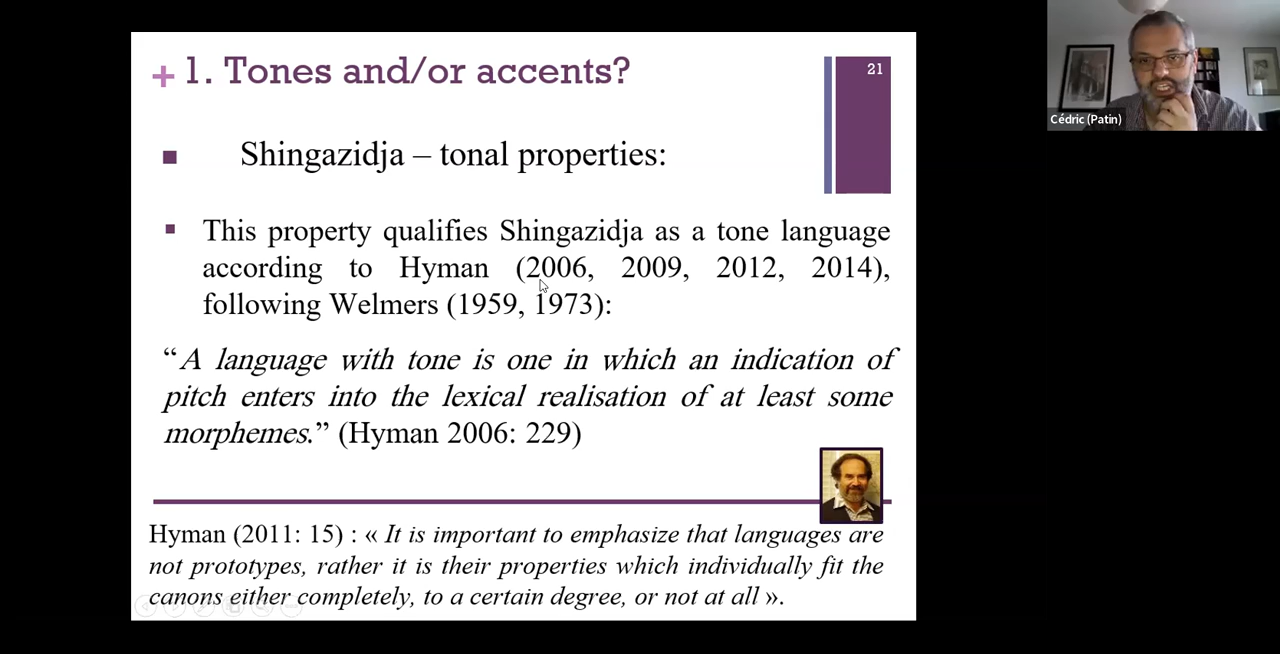 + 1. Tones and/or accents?
21
Shingazidja – tonal properties:
This property qualifies Shingazidja as a tone language
according to Hyman (2006, 2009, 2012, 2014),
following Welmers (1959, 1973):
“A language with tone is one in which an indication of
pitch enters into the lexical realisation of at least some
morphemes.” (Hyman 2006: 229)
Hyman (2011: 15) : « It is important to emphasize that languages are
not prototypes, rather it is their properties which individually fit the
canons either completely, to a certain degree, or not at all ».
Cédric (Patin)